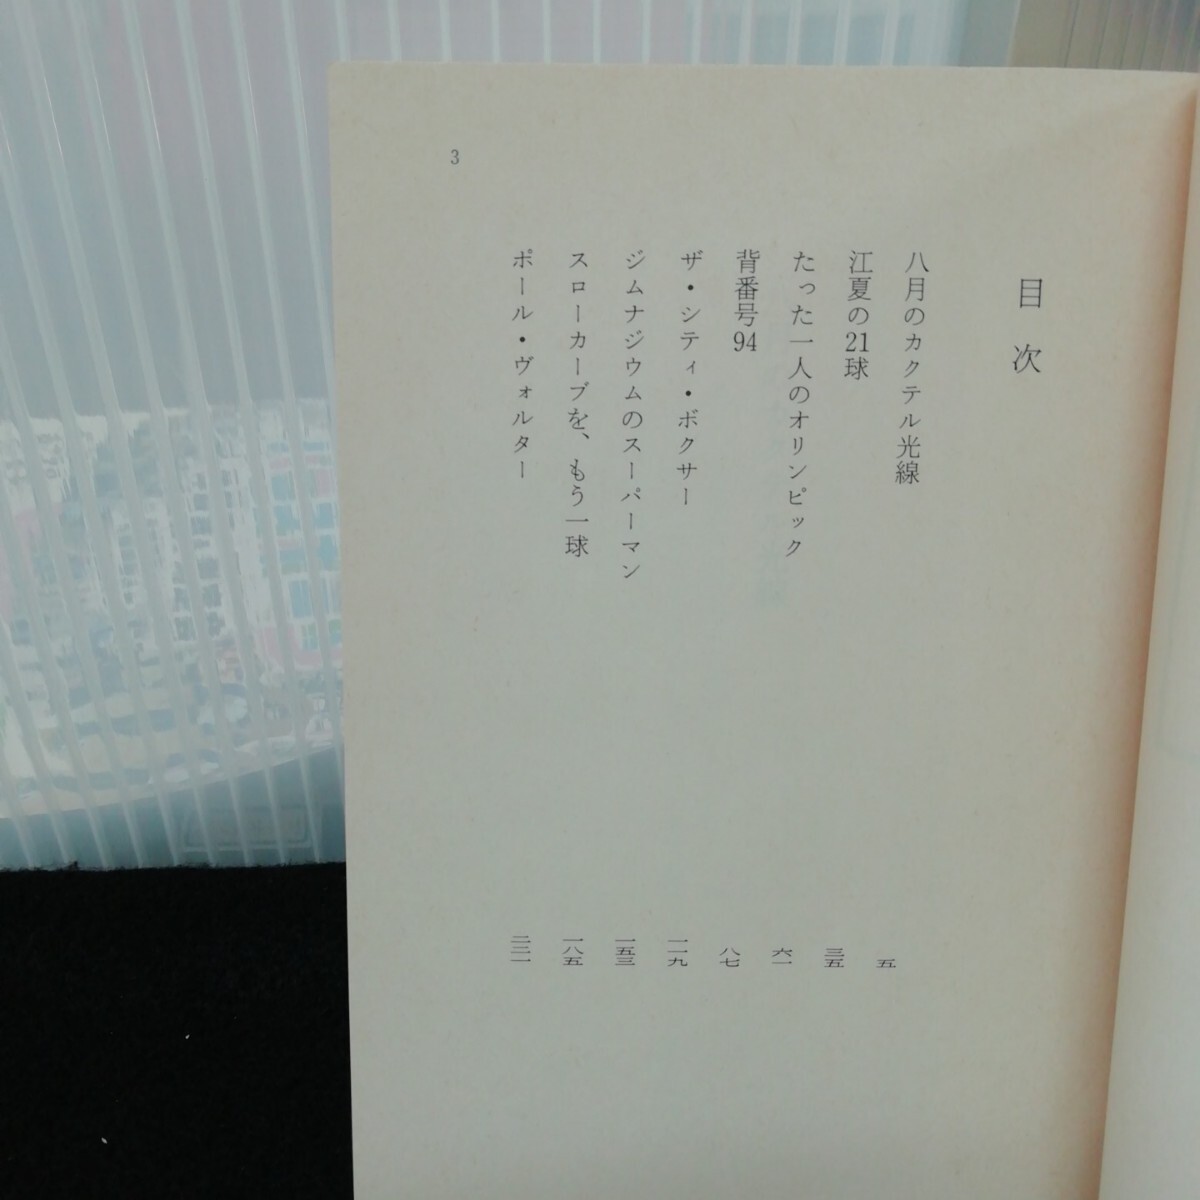 目次
八月のカクテル光線 五
江夏の21球 三五
たった一人のオリンピック 六一
背番号94 八七
ザ・シティ・ボクサー 一一九
ジムナジウムのスーパーマン 一五三
スローカーブを、もう一球 一八五
ポール・ヴォルター 二三一
3